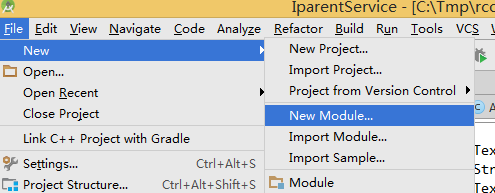 IparentService - [C:\Tmp\rcc
File Edit View Navigate Code Analyze Refactor Build Run Tools VCS
New
Open...
Open Recent
Close Project
Link C++ Project with Gradle
Settings... Ctrl+Alt+S
Project Structure... Ctrl+Alt+Shift+S
New Project...
Import Project...
Project from Version Control
New Module...
Import Module...
Import Sample...
Module
Tex
Str
Tex